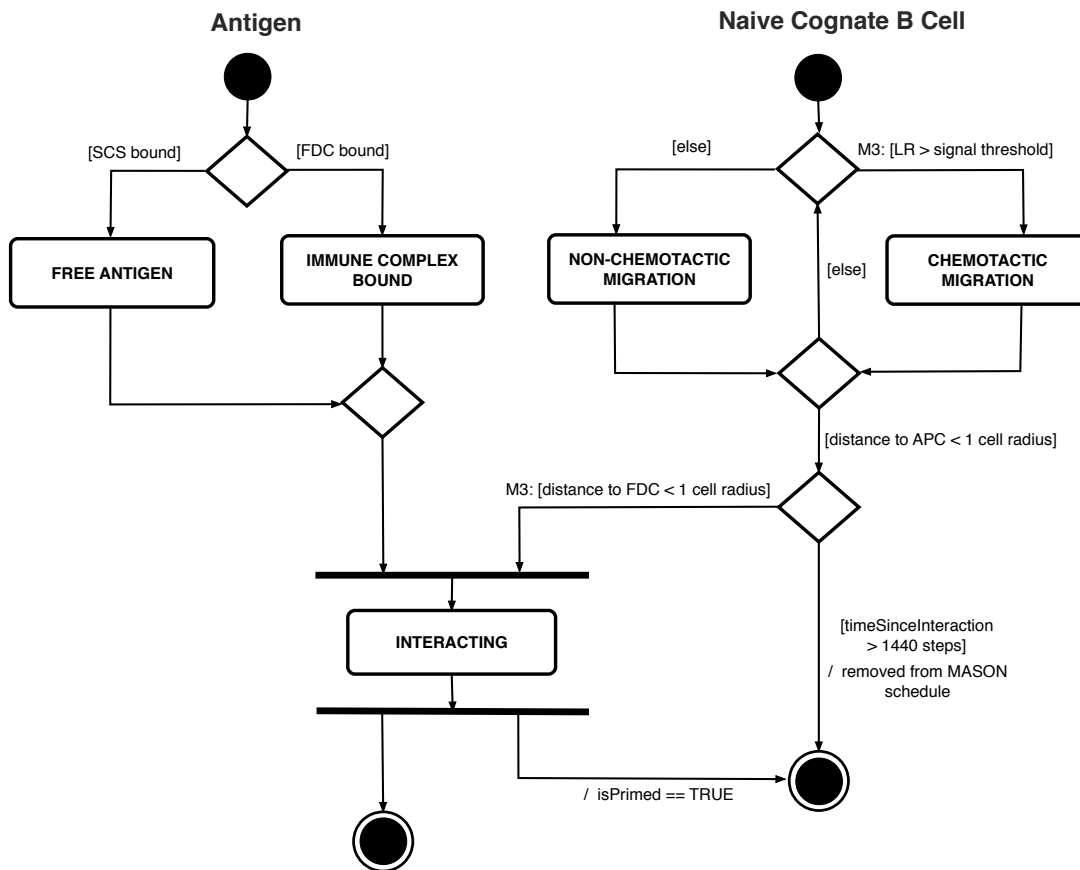 Antigen
Naive Cognate B Cell
[SCS bound]
[FDC bound]
[else]
M3: [LR > signal threshold]
FREE ANTIGEN
IMMUNE COMPLEX
BOUND
NON-CHEMOTACTIC
MIGRATION
[else]
CHEMOTACTIC
MIGRATION
[distance to APC < 1 cell radius]
M3: [distance to FDC < 1 cell radius]
INTERACTING
[timeSinceInteraction
> 1440 steps]
/ removed from MASON
schedule
/ isPrimed == TRUE